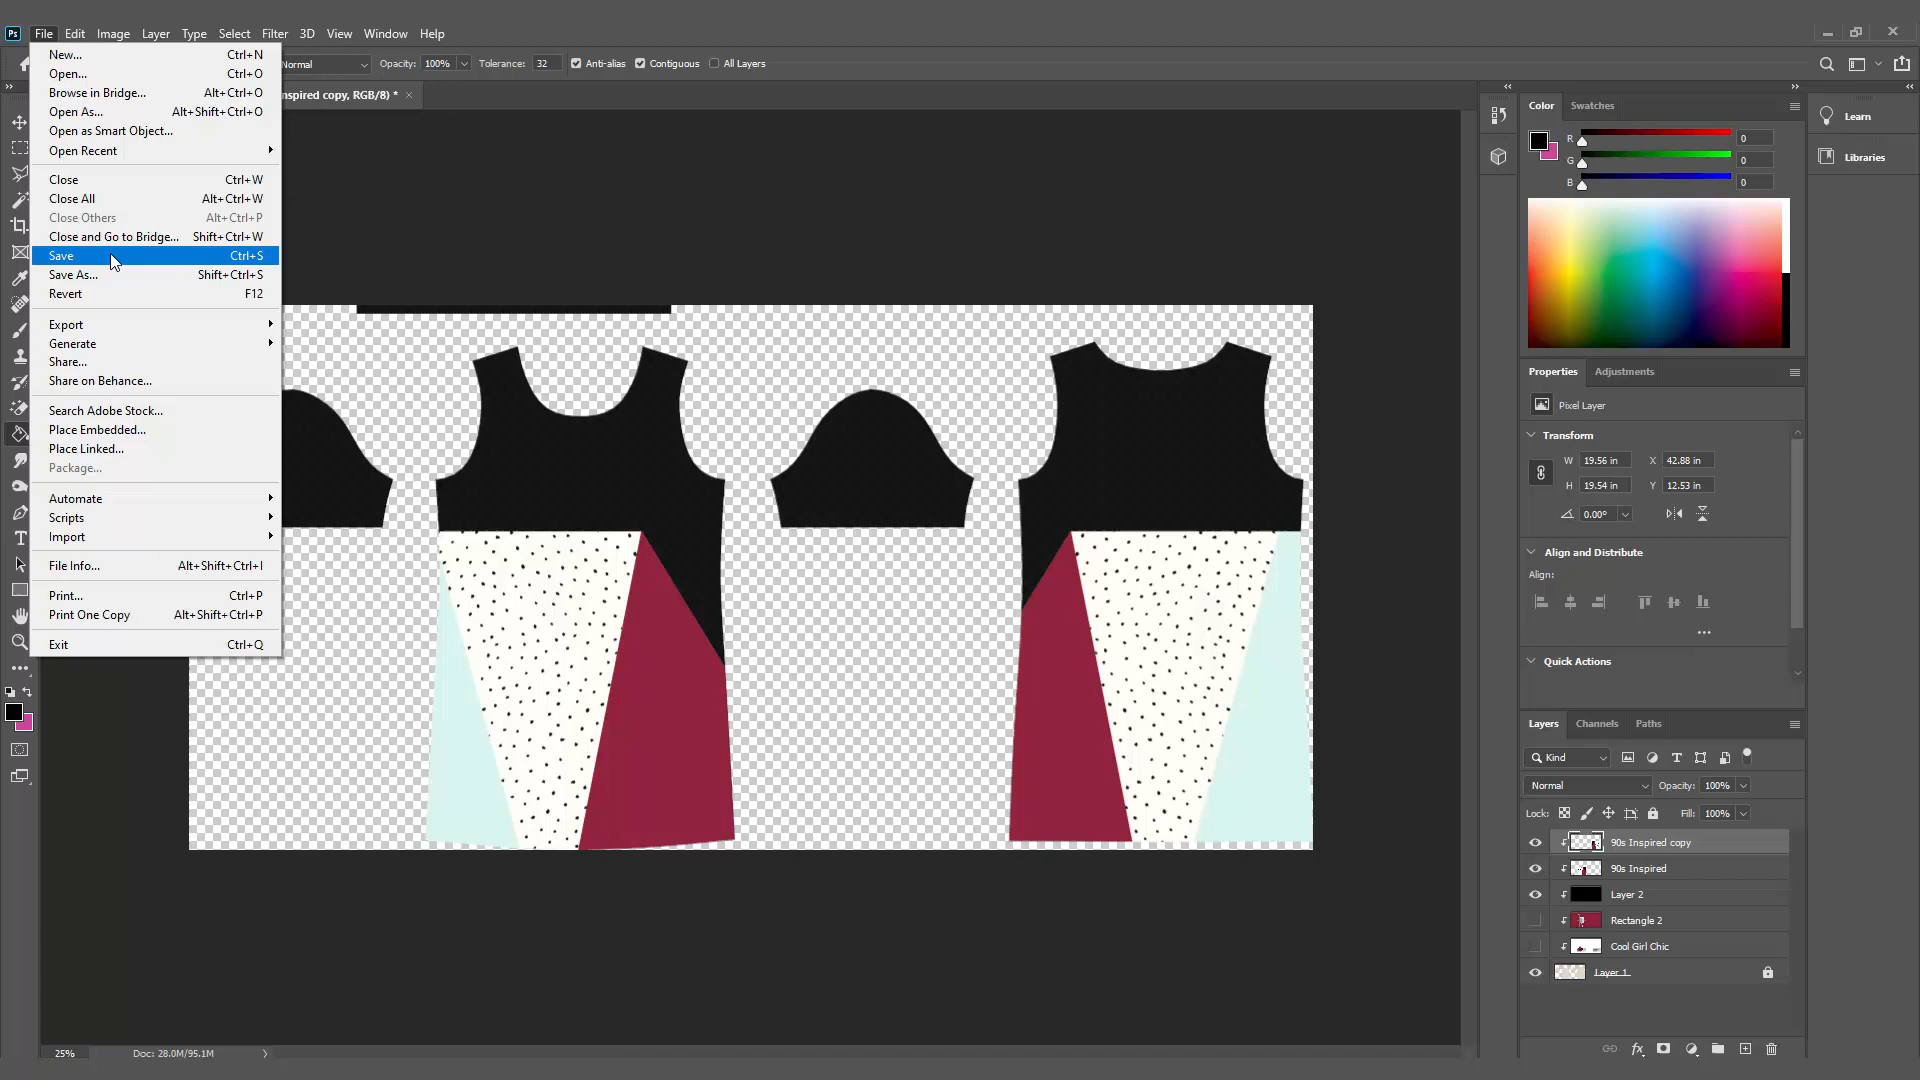 Ps File Edit Image Layer Type Select Filter 3D View Window Help
Normal Opacity: 100% Tolerance: 32 Anti-alias Contiguous All Layers
nspired copy, RGB/8) * ×
New... Ctrl+N
Open... Ctrl+O
Browse in Bridge... Alt+Ctrl+O
Open As... Alt+Shift+Ctrl+O
Open as Smart Object...
Open Recent
Close Ctrl+W
Close All Alt+Ctrl+W
Close Others Alt+Ctrl+P
Close and Go to Bridge... Shift+Ctrl+W
Save Ctrl+S
Save As... Shift+Ctrl+S
Revert F12
Export
Generate
Share...
Share on Behance...
Search Adobe Stock...
Place Embedded...
Place Linked...
Package...
Automate
Scripts
Import
File Info... Alt+Shift+Ctrl+I
Print... Ctrl+P
Print One Copy Alt+Shift+Ctrl+P
Exit Ctrl+Q
25% Doc: 28.0M/95.1M
Color Swatches
R 0
G 0
B 0
Learn
Libraries
Properties Adjustments
Pixel Layer
Transform
W 19.56 in X 42.88 in
H 19.54 in Y 12.53 in
0.00°
Align and Distribute
Align:
Quick Actions
Layers Channels Paths
Kind
Normal Opacity: 100%
Lock: Fill: 100%
90s Inspired copy
90s Inspired
Layer 2
Rectangle 2
Cool Girl Chic
Layer 1
fx